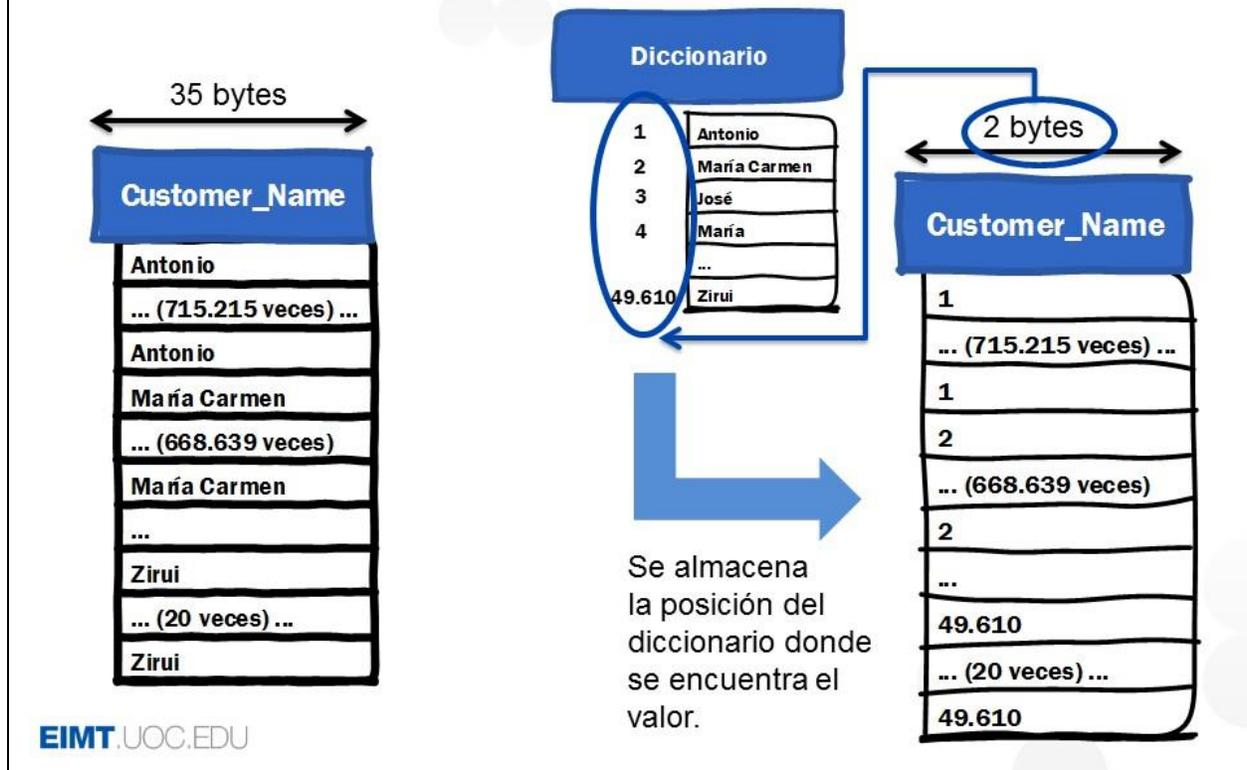 35 bytes
Customer_Name
Antonio
... (715.215 veces) ...
Antonio
María Carmen
... (668.639 veces)
María Carmen
...
Zirui
... (20 veces) ...
Zirui
Diccionario
1 Antonio
2 María Carmen
3 José
4 María
...
49.610 Zirui
Se almacena
la posición del
diccionario donde
se encuentra el
valor.
2 bytes
Customer_Name
1
... (715.215 veces) ...
1
2
... (668.639 veces)
2
...
49.610
... (20 veces) ...
49.610
EIMT.UOC.EDU